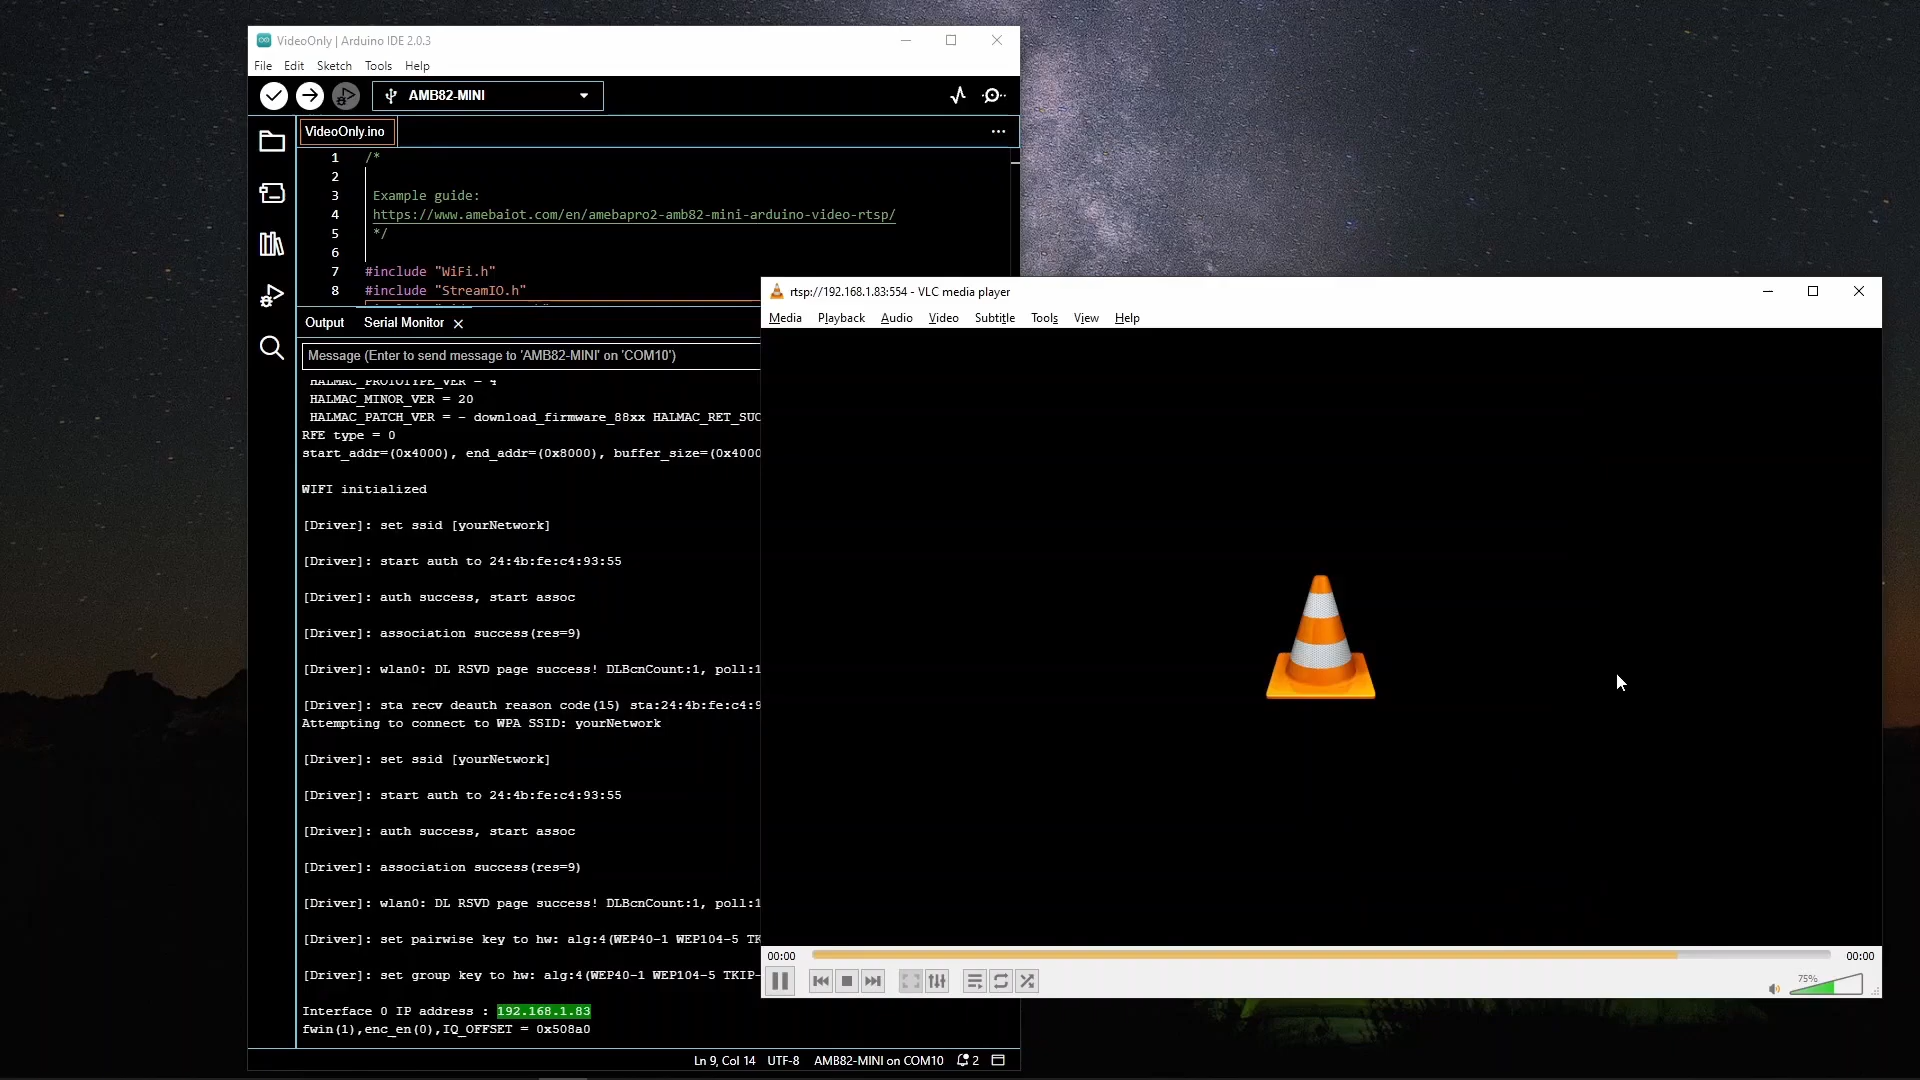 VideoOnly | Arduino IDE 2.0.3
File Edit Sketch Tools Help
AMB82-MINI
VideoOnly.ino
1 /*
2
3 Example guide:
4 https://www.amebaiot.com/en/amebapro2-amb82-mini-arduino-video-rtsp/
5 */
6
7 #include "WiFi.h"
8 #include "StreamIO.h"
Output Serial Monitor
Message (Enter to send message to 'AMB82-MINI' on 'COM10')
HALMAC_PROTOTYPE_VER = 4
HALMAC_MINOR_VER = 20
HALMAC_PATCH_VER = - download_firmware_88xx HALMAC_RET_SUC
RFE type = 0
start_addr=(0x4000), end_addr=(0x8000), buffer_size=(0x4000
WIFI initialized
[Driver]: set ssid [yourNetwork]
[Driver]: start auth to 24:4b:fe:c4:93:55
[Driver]: auth success, start assoc
[Driver]: association success(res=9)
[Driver]: wlan0: DL RSVD page success! DLBcnCount:1, poll:1
[Driver]: sta recv deauth reason code(15) sta:24:4b:fe:c4:9
Attempting to connect to WPA SSID: yourNetwork
[Driver]: set ssid [yourNetwork]
[Driver]: start auth to 24:4b:fe:c4:93:55
[Driver]: auth success, start assoc
[Driver]: association success(res=9)
[Driver]: wlan0: DL RSVD page success! DLBcnCount:1, poll:1
[Driver]: set pairwise key to hw: alg:4(WEP40-1 WEP104-5 TK
[Driver]: set group key to hw: alg:4(WEP40-1 WEP104-5 TKIP-
Interface 0 IP address : 192.168.1.83
fwin(1),enc_en(0),IQ_OFFSET = 0x508a0
Ln 9, Col 14 UTF-8 AMB82-MINI on COM10 2
rtsp://192.168.1.83:554 - VLC media player
Media Playback Audio Video Subtitle Tools View Help
00:00 00:00
75%